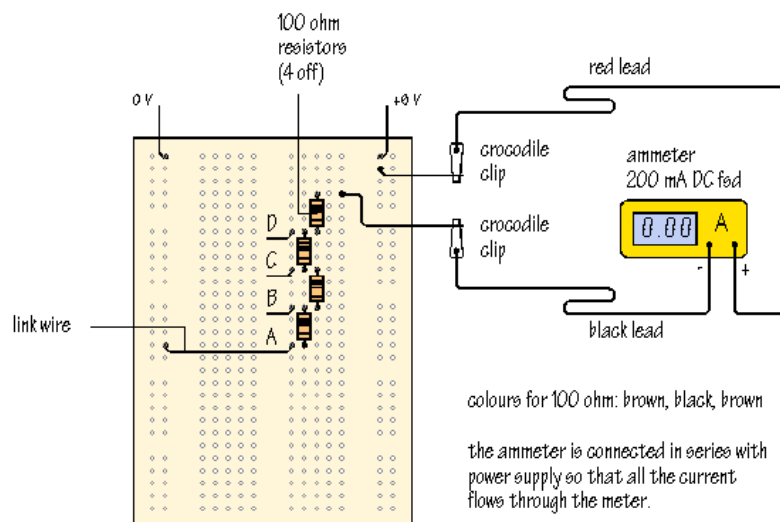 100 ohm
resistors
(4 off)
0 V
+9 V
red lead
crocodile
clip
ammeter
200 mA DC fsd
0.00
A
- +
crocodile
clip
black lead
D
C
B
A
link wire
colours for 100 ohm: brown, black, brown
the ammeter is connected in series with
power supply so that all the current
flows through the meter.